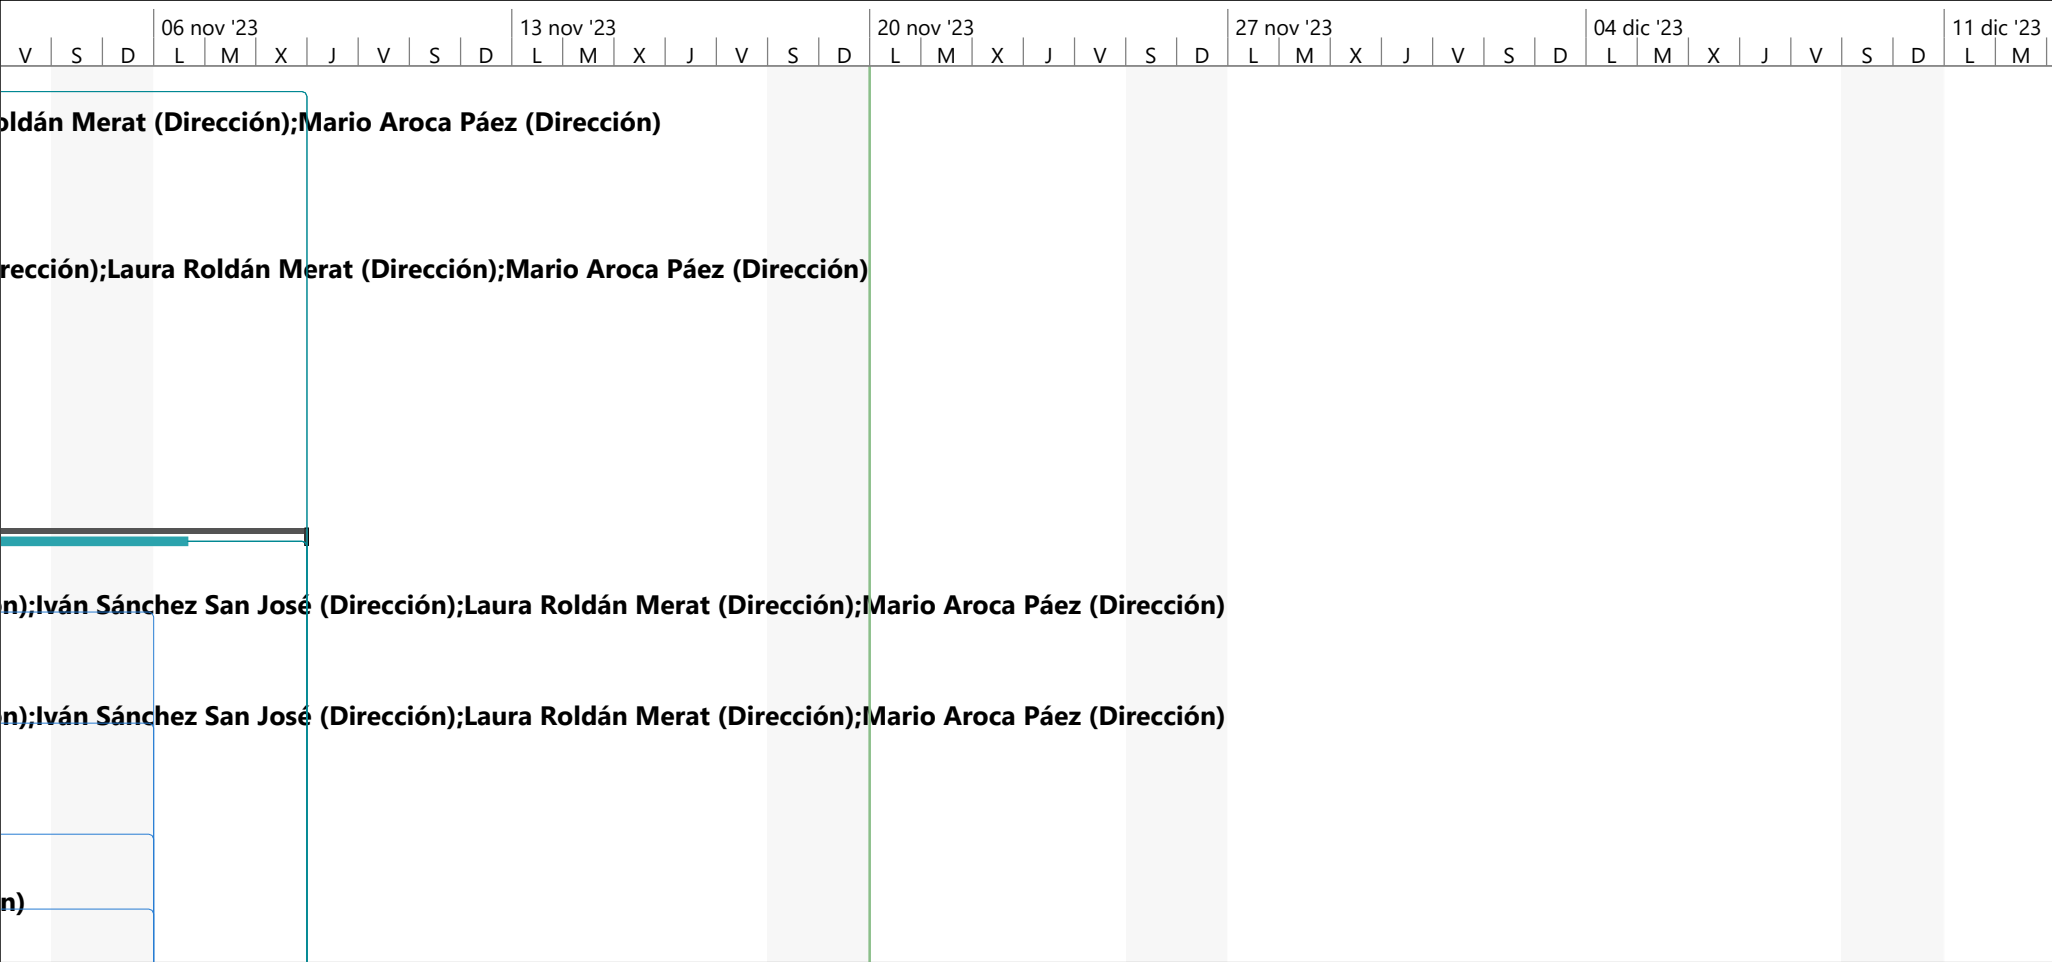 06 nov '23 13 nov '23 20 nov '23 27 nov '23 04 dic '23 11 dic '23
V S D L M X J V S D L M X J V S D L M X J V S D L M X J V S D L M X J V S D L M
oldán Merat (Dirección);Mario Aroca Páez (Dirección)
rección);Laura Roldán Merat (Dirección);Mario Aroca Páez (Dirección)
n);Iván Sánchez San José (Dirección);Laura Roldán Merat (Dirección);Mario Aroca Páez (Dirección)
n);Iván Sánchez San José (Dirección);Laura Roldán Merat (Dirección);Mario Aroca Páez (Dirección)
n)